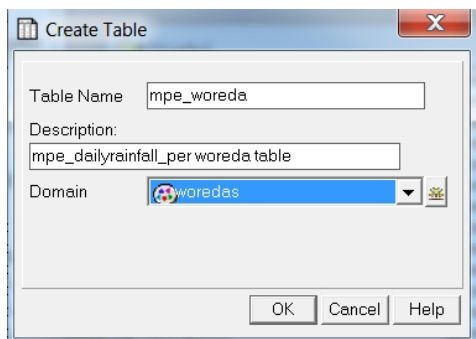 Create Table
X
Table Name mpe_woreda
Description:
mpe_dailyrainfall_per woreda table
Domain woredas
OK Cancel Help